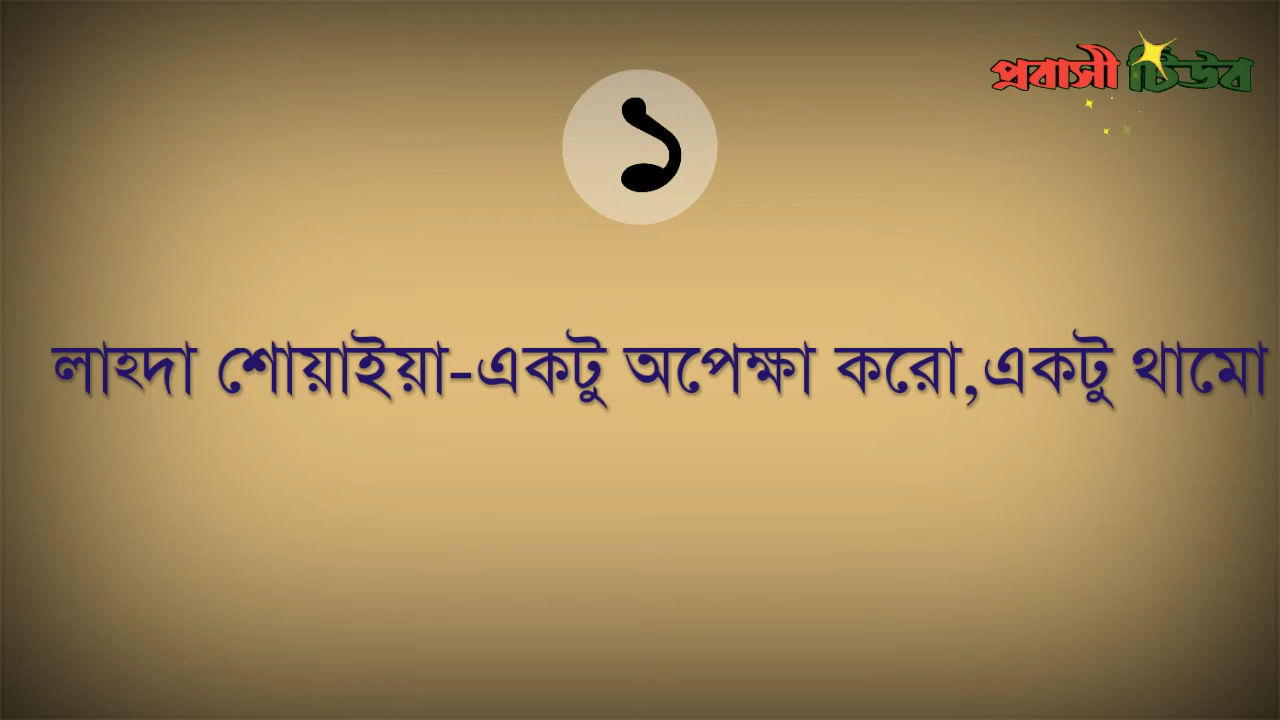 প্রবাসী টিউব
১
লাহদা শোয়াইয়া-একটু অপেক্ষা করো,একটু থামো